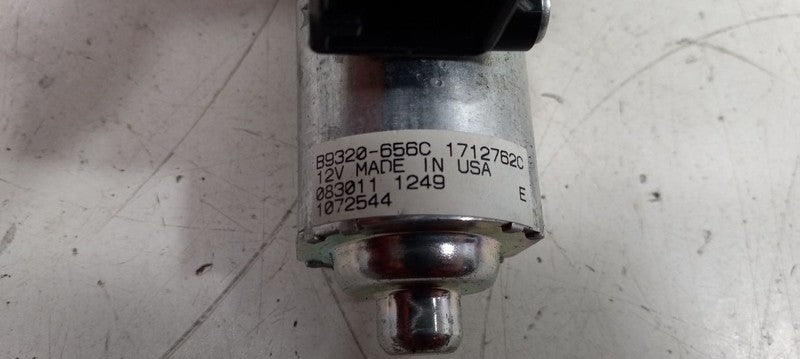 B9320-656C 1712762C
12V MADE IN USA
083011 1249 E
1072544